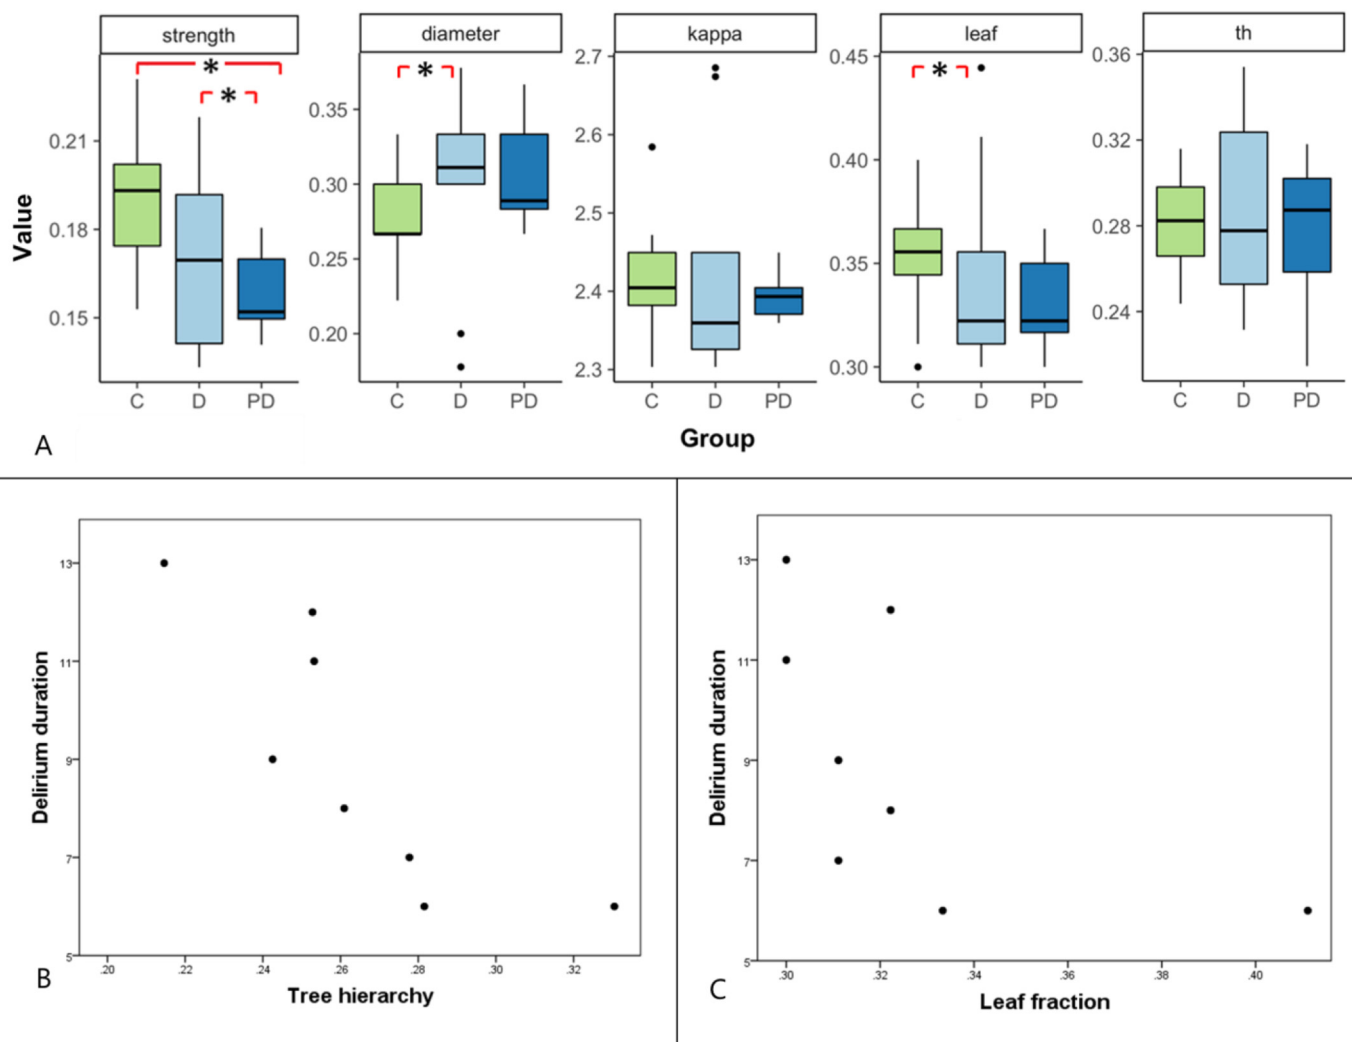 strength diameter kappa leaf th
* * * *
Value
0.21
0.18
0.15
0.35
0.30
0.25
0.20
2.7
2.6
2.5
2.4
2.3
0.45
0.40
0.35
0.30
0.36
0.32
0.28
0.24
C D PD C D PD C D PD C D PD C D PD
Group
A
Delirium duration
13
11
9
7
5
.20 .22 .24 .26 .28 .30 .32
Tree hierarchy
B
Delirium duration
13
11
9
7
5
.30 .32 .34 .36 .38 .40
Leaf fraction
C